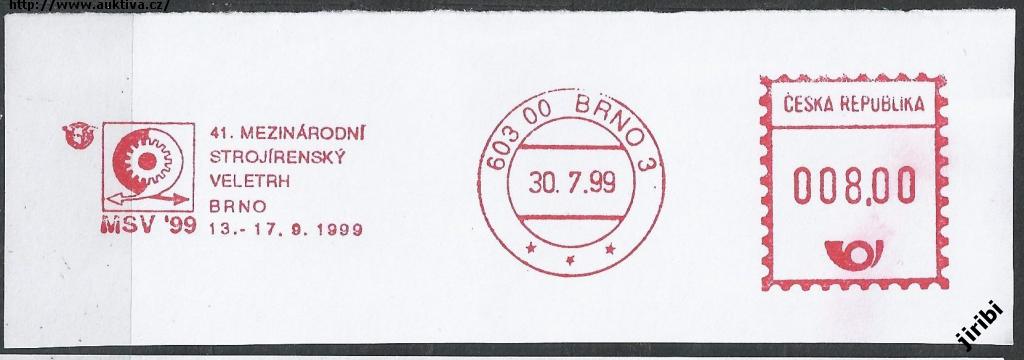 http://www.auktiva.cz/
41. MEZINÁRODNÍ
STROJÍRENSKÝ
VELETRH
BRNO
MSV '99 13.- 17. 9. 1999
603 00 BRNO 3
30. 7.99
ČESKÁ REPUBLIKA
008,00
jiribi